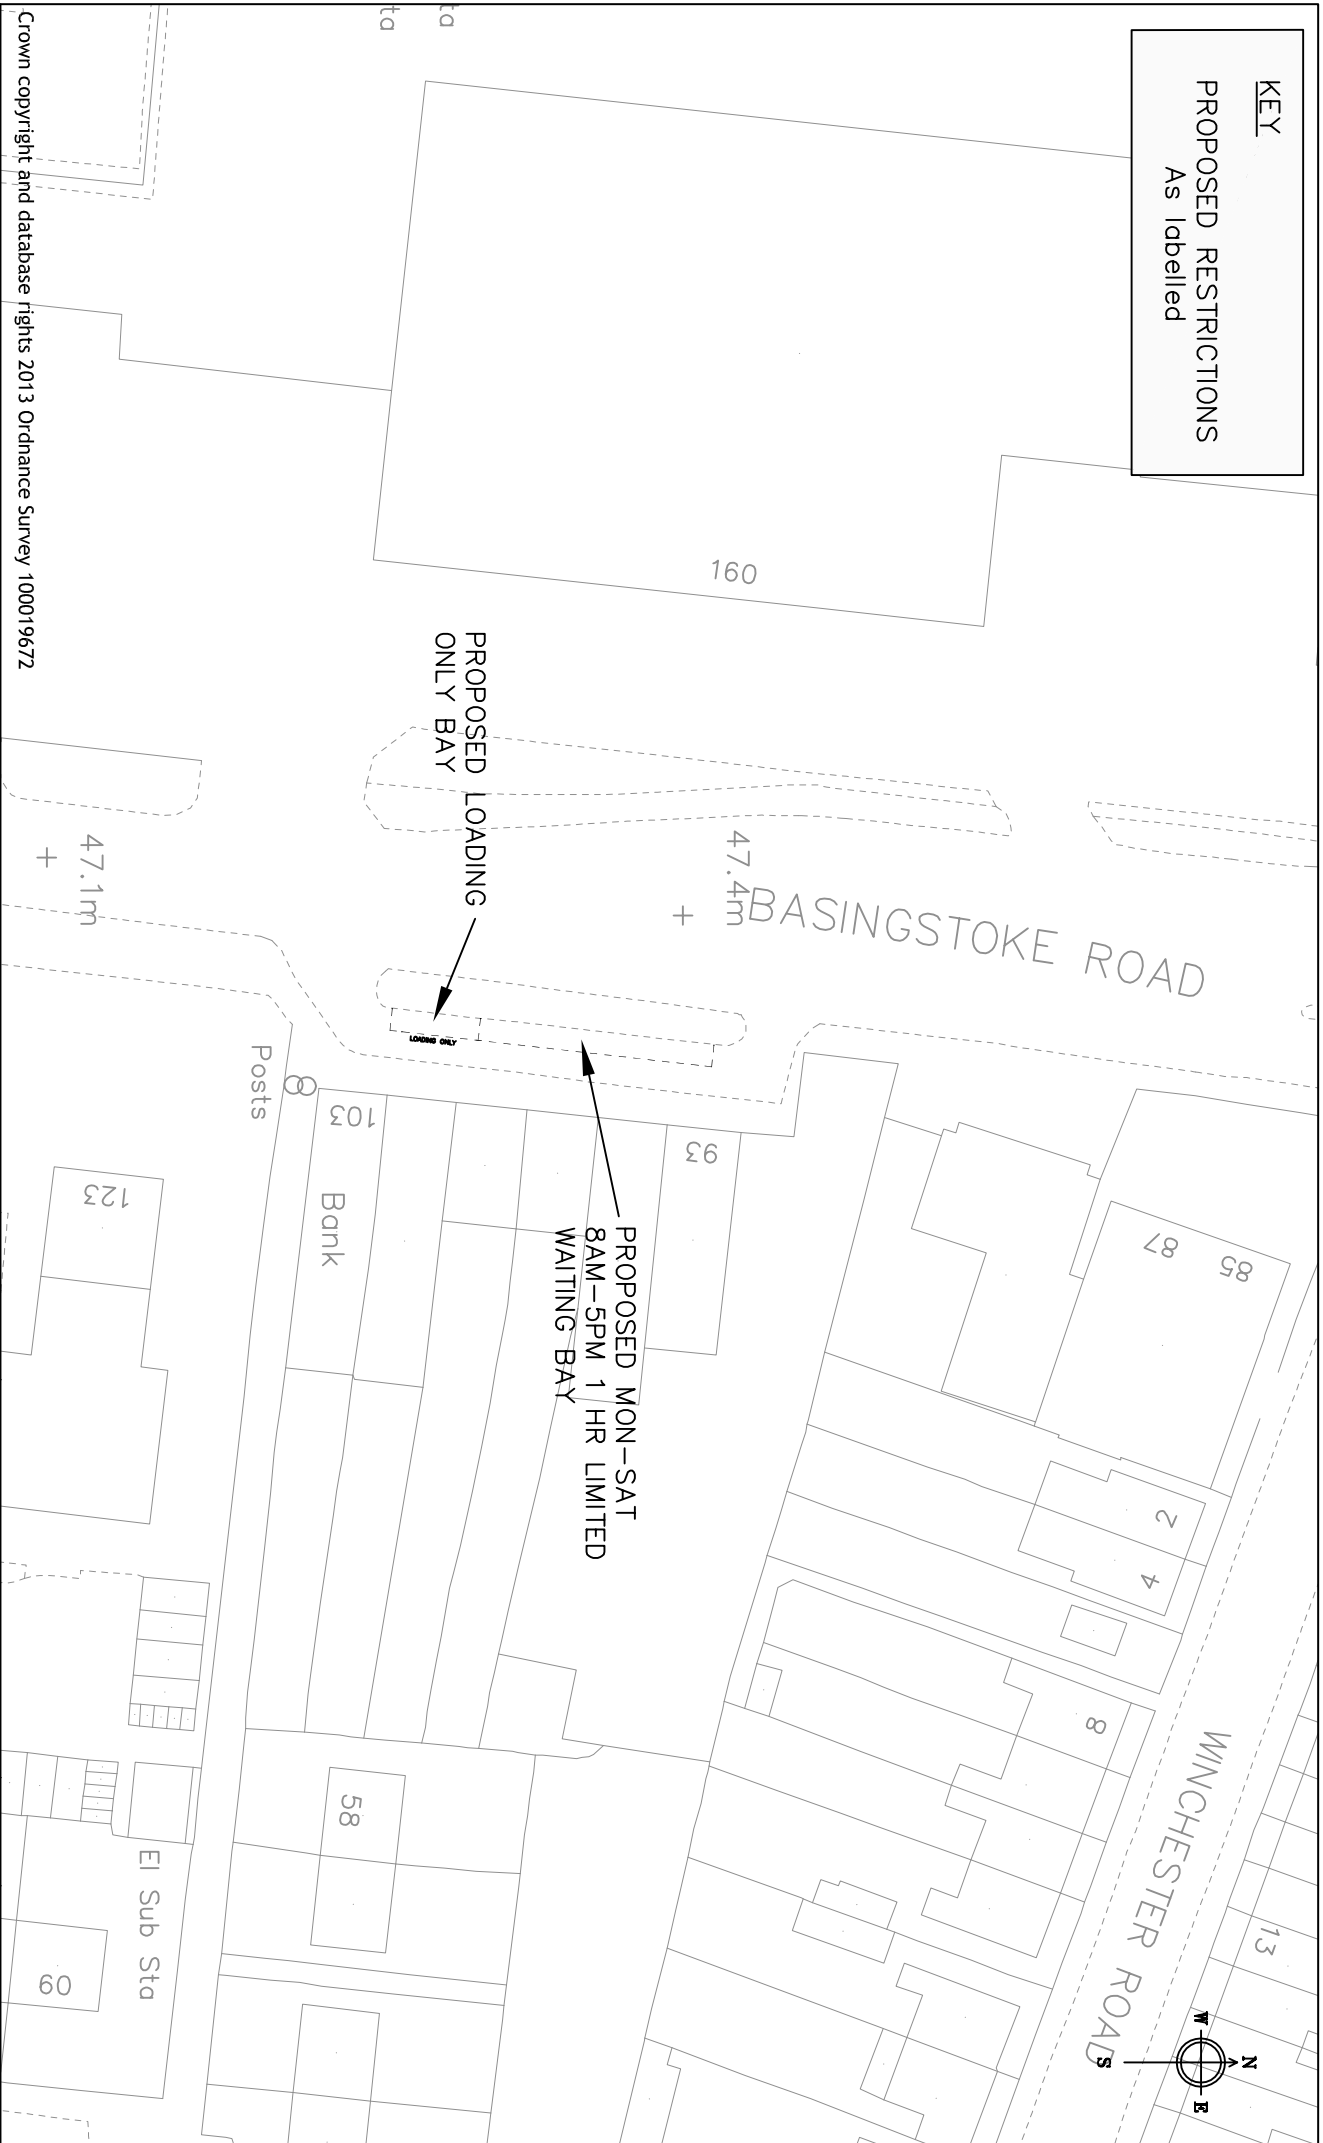 KEY
PROPOSED RESTRICTIONS
As labelled
160
PROPOSED LOADING
ONLY BAY
47.4m
BASINGSTOKE ROAD
47.1m
LOADING ONLY
Posts
103
93
Bank
123
87
85
PROPOSED MON-SAT
8AM-5PM 1 HR LIMITED
WAITING BAY
2
4
8
WINCHESTER ROAD
13
58
El Sub Sta
60
N
W
E
S
ta
ta
Crown copyright and database rights 2013 Ordnance Survey 100019672